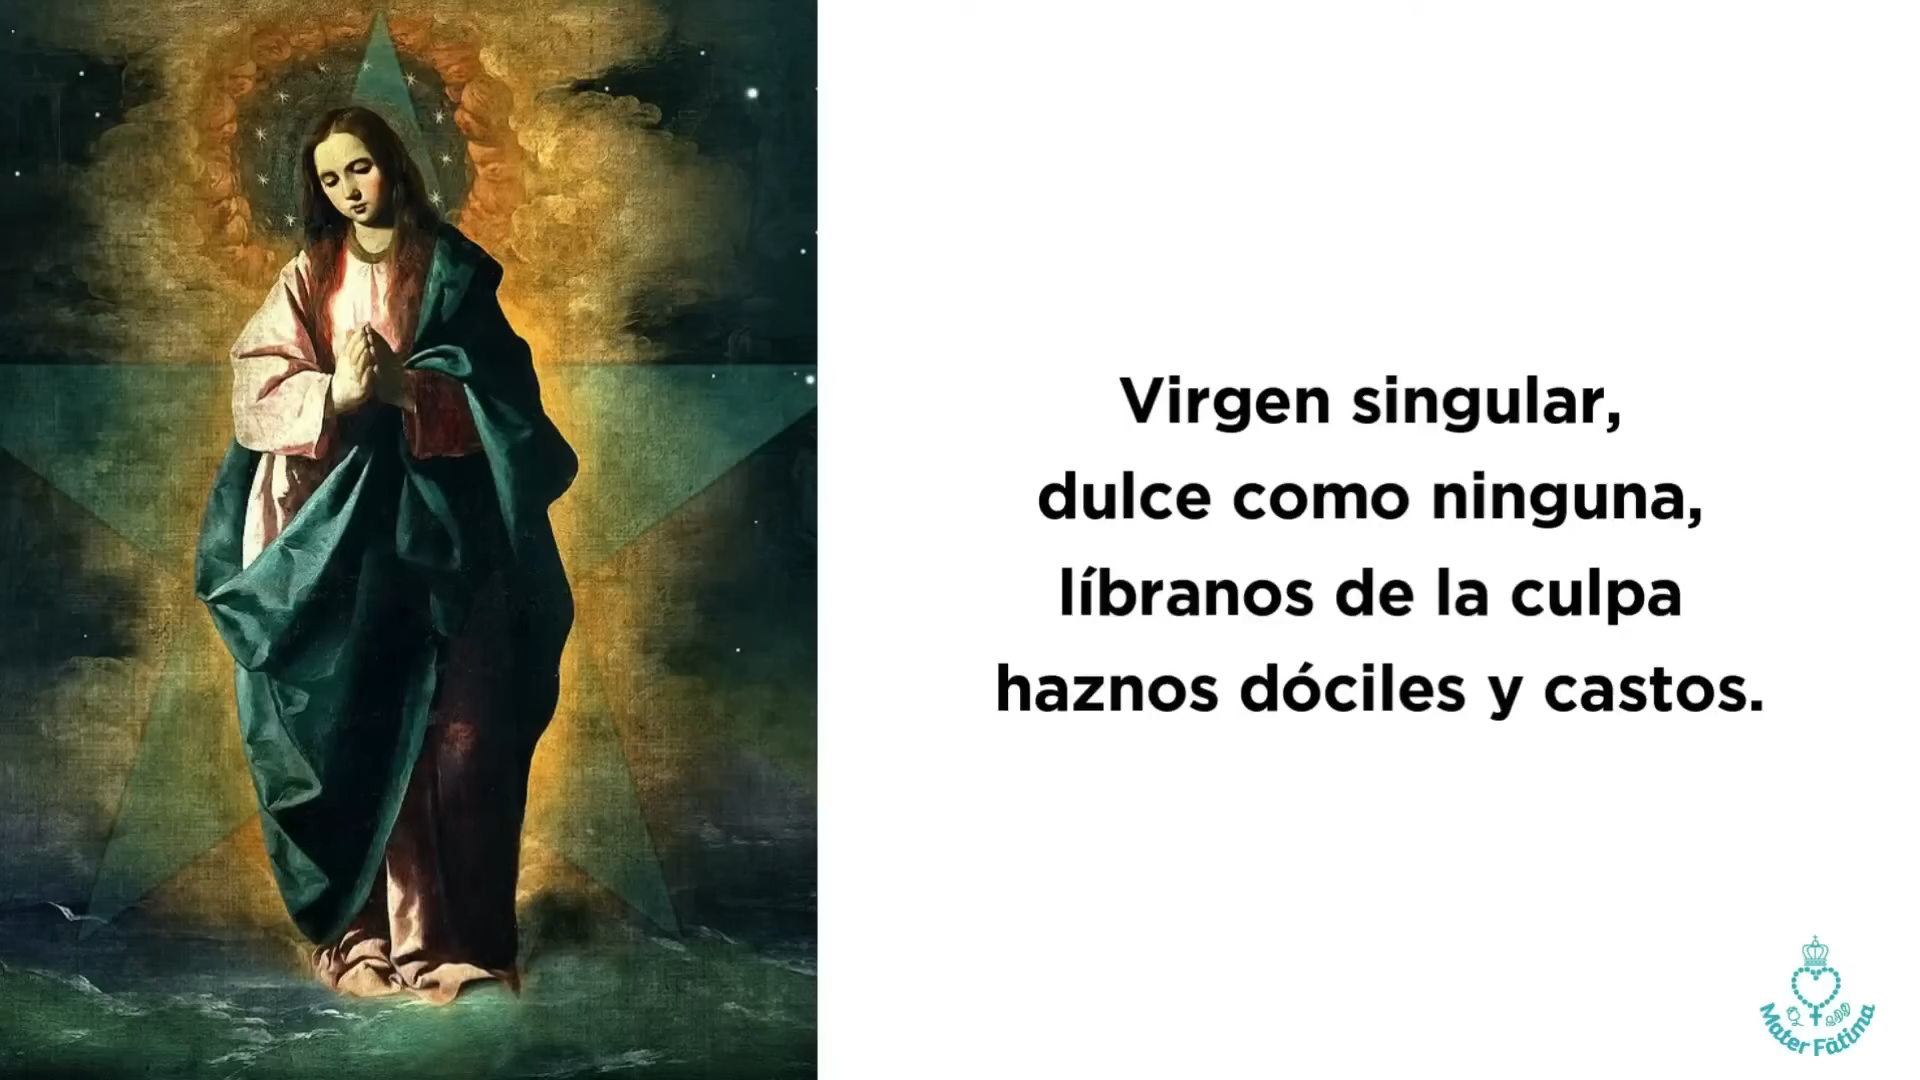 Virgen singular,
dulce como ninguna,
líbranos de la culpa
haznos dóciles y castos.
Mater Fátima